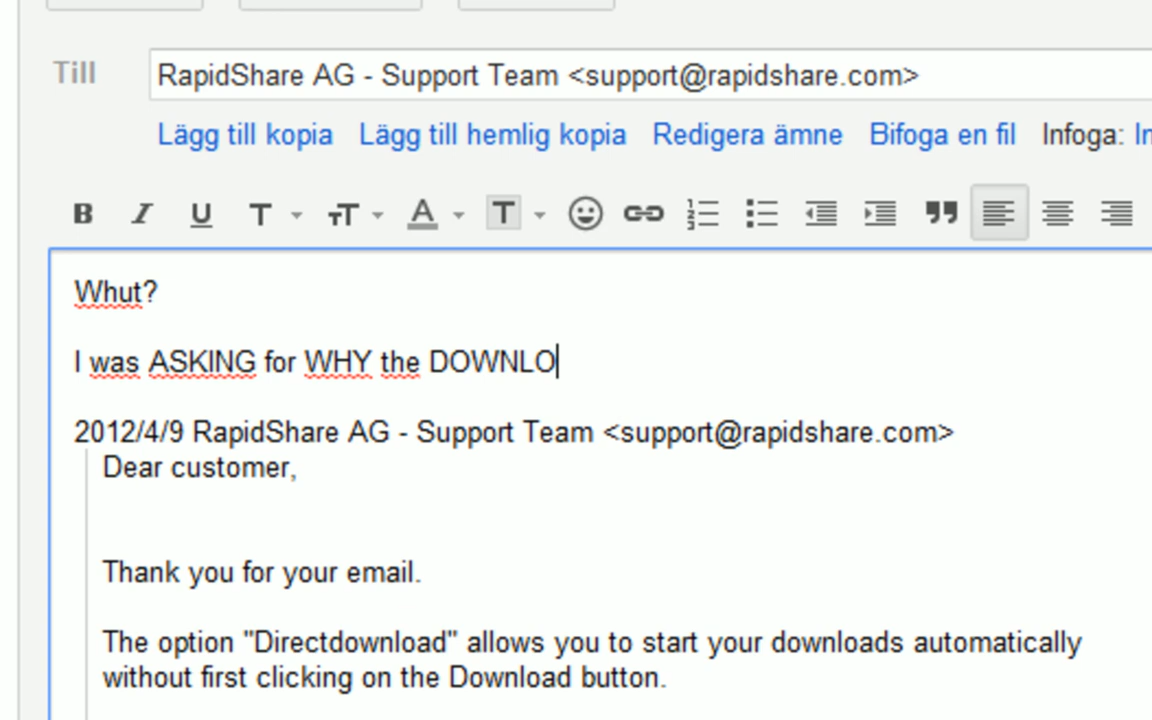 Till RapidShare AG - Support Team <support@rapidshare.com>
Lägg till kopia Lägg till hemlig kopia Redigera ämne Bifoga en fil Infoga:
B I U T TT A T
Whut?
I was ASKING for WHY the DOWNLO
2012/4/9 RapidShare AG - Support Team <support@rapidshare.com>
Dear customer,
Thank you for your email.
The option "Directdownload" allows you to start your downloads automatically
without first clicking on the Download button.